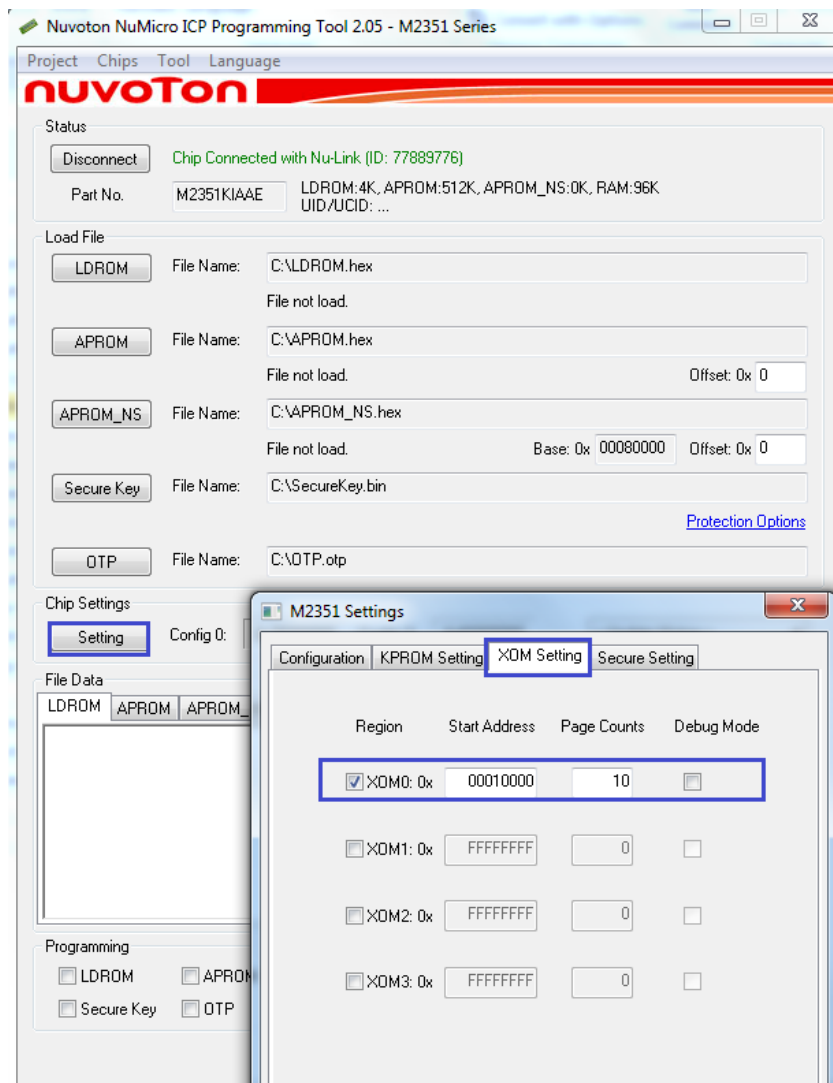 Nuvoton NuMicro ICP Programming Tool 2.05 - M2351 Series
Project Chips Tool Language
nuvoTon
Status
Disconnect Chip Connected with Nu-Link (ID: 77889776)
Part No. M2351KIAAE LDROM:4K, APROM:512K, APROM_NS:0K, RAM:96K
UID/UCID: ...
Load File
LDROM File Name: C:\LDROM.hex
File not load.
APROM File Name: C:\APROM.hex
File not load. Offset: 0x 0
APROM_NS File Name: C:\APROM_NS.hex
File not load. Base: 0x 00080000 Offset: 0x 0
Secure Key File Name: C:\SecureKey.bin
Protection Options
OTP File Name: C:\OTP.otp
Chip Settings
Setting Config 0:
File Data
LDROM APROM APROM_
Programming
LDROM APROM
Secure Key OTP
M2351 Settings
Configuration KPROM Setting XOM Setting Secure Setting
Region Start Address Page Counts Debug Mode
XOM0: 0x 00010000 10
XOM1: 0x FFFFFFFF 0
XOM2: 0x FFFFFFFF 0
XOM3: 0x FFFFFFFF 0